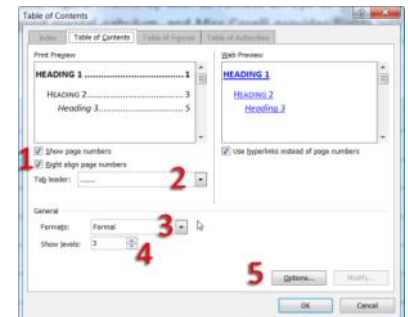 Table of Contents
Index Table of Contents Table of Figures Table of Authorities
Print Preview Web Preview
HEADING 1 ........................ 1
HEADING 2 ........................ 3
Heading 3 ........................ 5
HEADING 1
HEADING 2
Heading 3
1
Show page numbers
Right align page numbers
Use hyperlinks instead of page numbers
Tab leader: ....... 2
General
Formats: Formal 3
Show levels: 3 4
5 Options... Modify...
OK Cancel